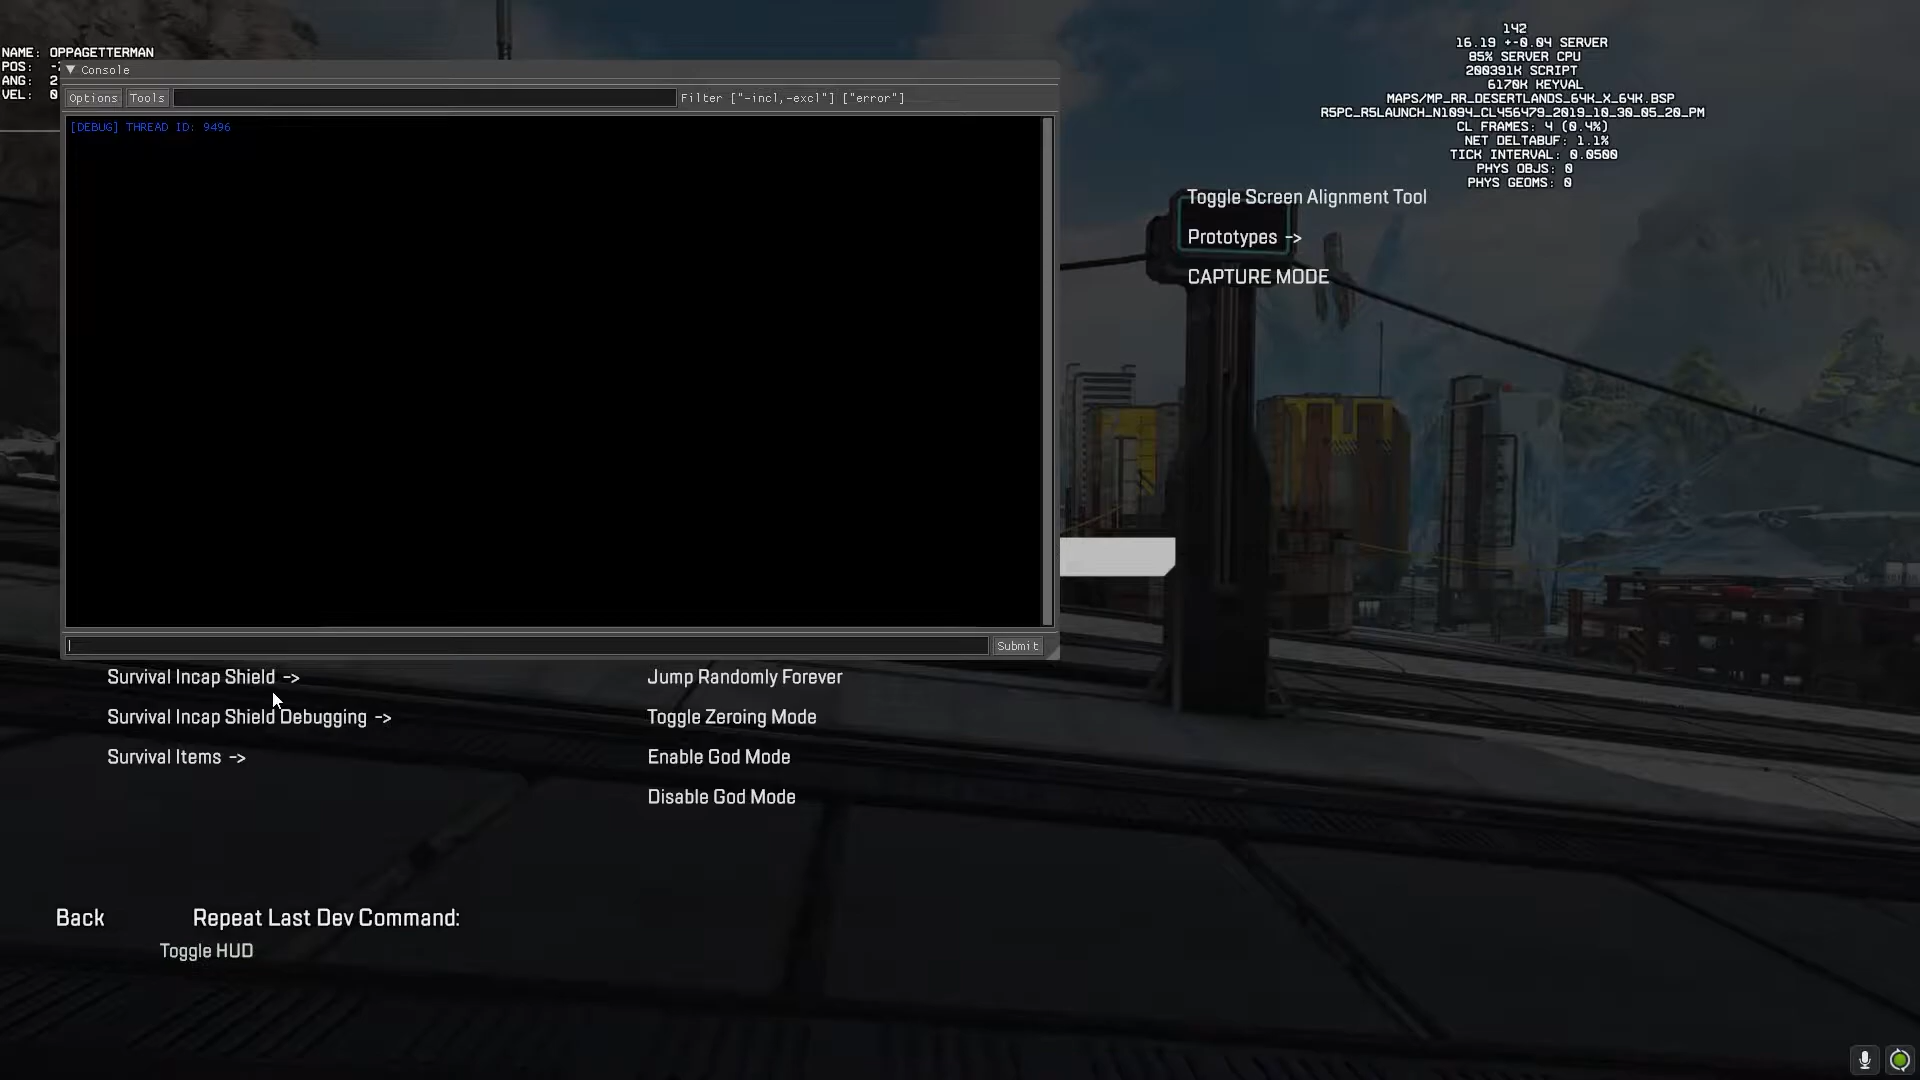 NAME: OPPAGETTERMAN
POS: -
ANG: 2
VEL: 0
Console
Options
Tools
Filter ["-incl,-excl"] ["error"]
[DEBUG] THREAD ID: 9496
Submit
142
16.19 +-0.04 SERVER
85% SERVER CPU
200391K SCRIPT
6170K KEYVAL
MAPS/MP_RR_DESERTLANDS_64K_X_64K.BSP
R5PC_R5LAUNCH_N1094_CL456479_2019_10_30_05_20_PM
CL FRAMES: 4 (0.4%)
NET DELTABUF: 1.1%
TICK INTERVAL: 0.0500
PHYS OBJS: 0
PHYS GEOMS: 0
Toggle Screen Alignment Tool
Prototypes ->
CAPTURE MODE
Survival Incap Shield ->
Survival Incap Shield Debugging ->
Survival Items ->
Jump Randomly Forever
Toggle Zeroing Mode
Enable God Mode
Disable God Mode
Back
Repeat Last Dev Command:
Toggle HUD